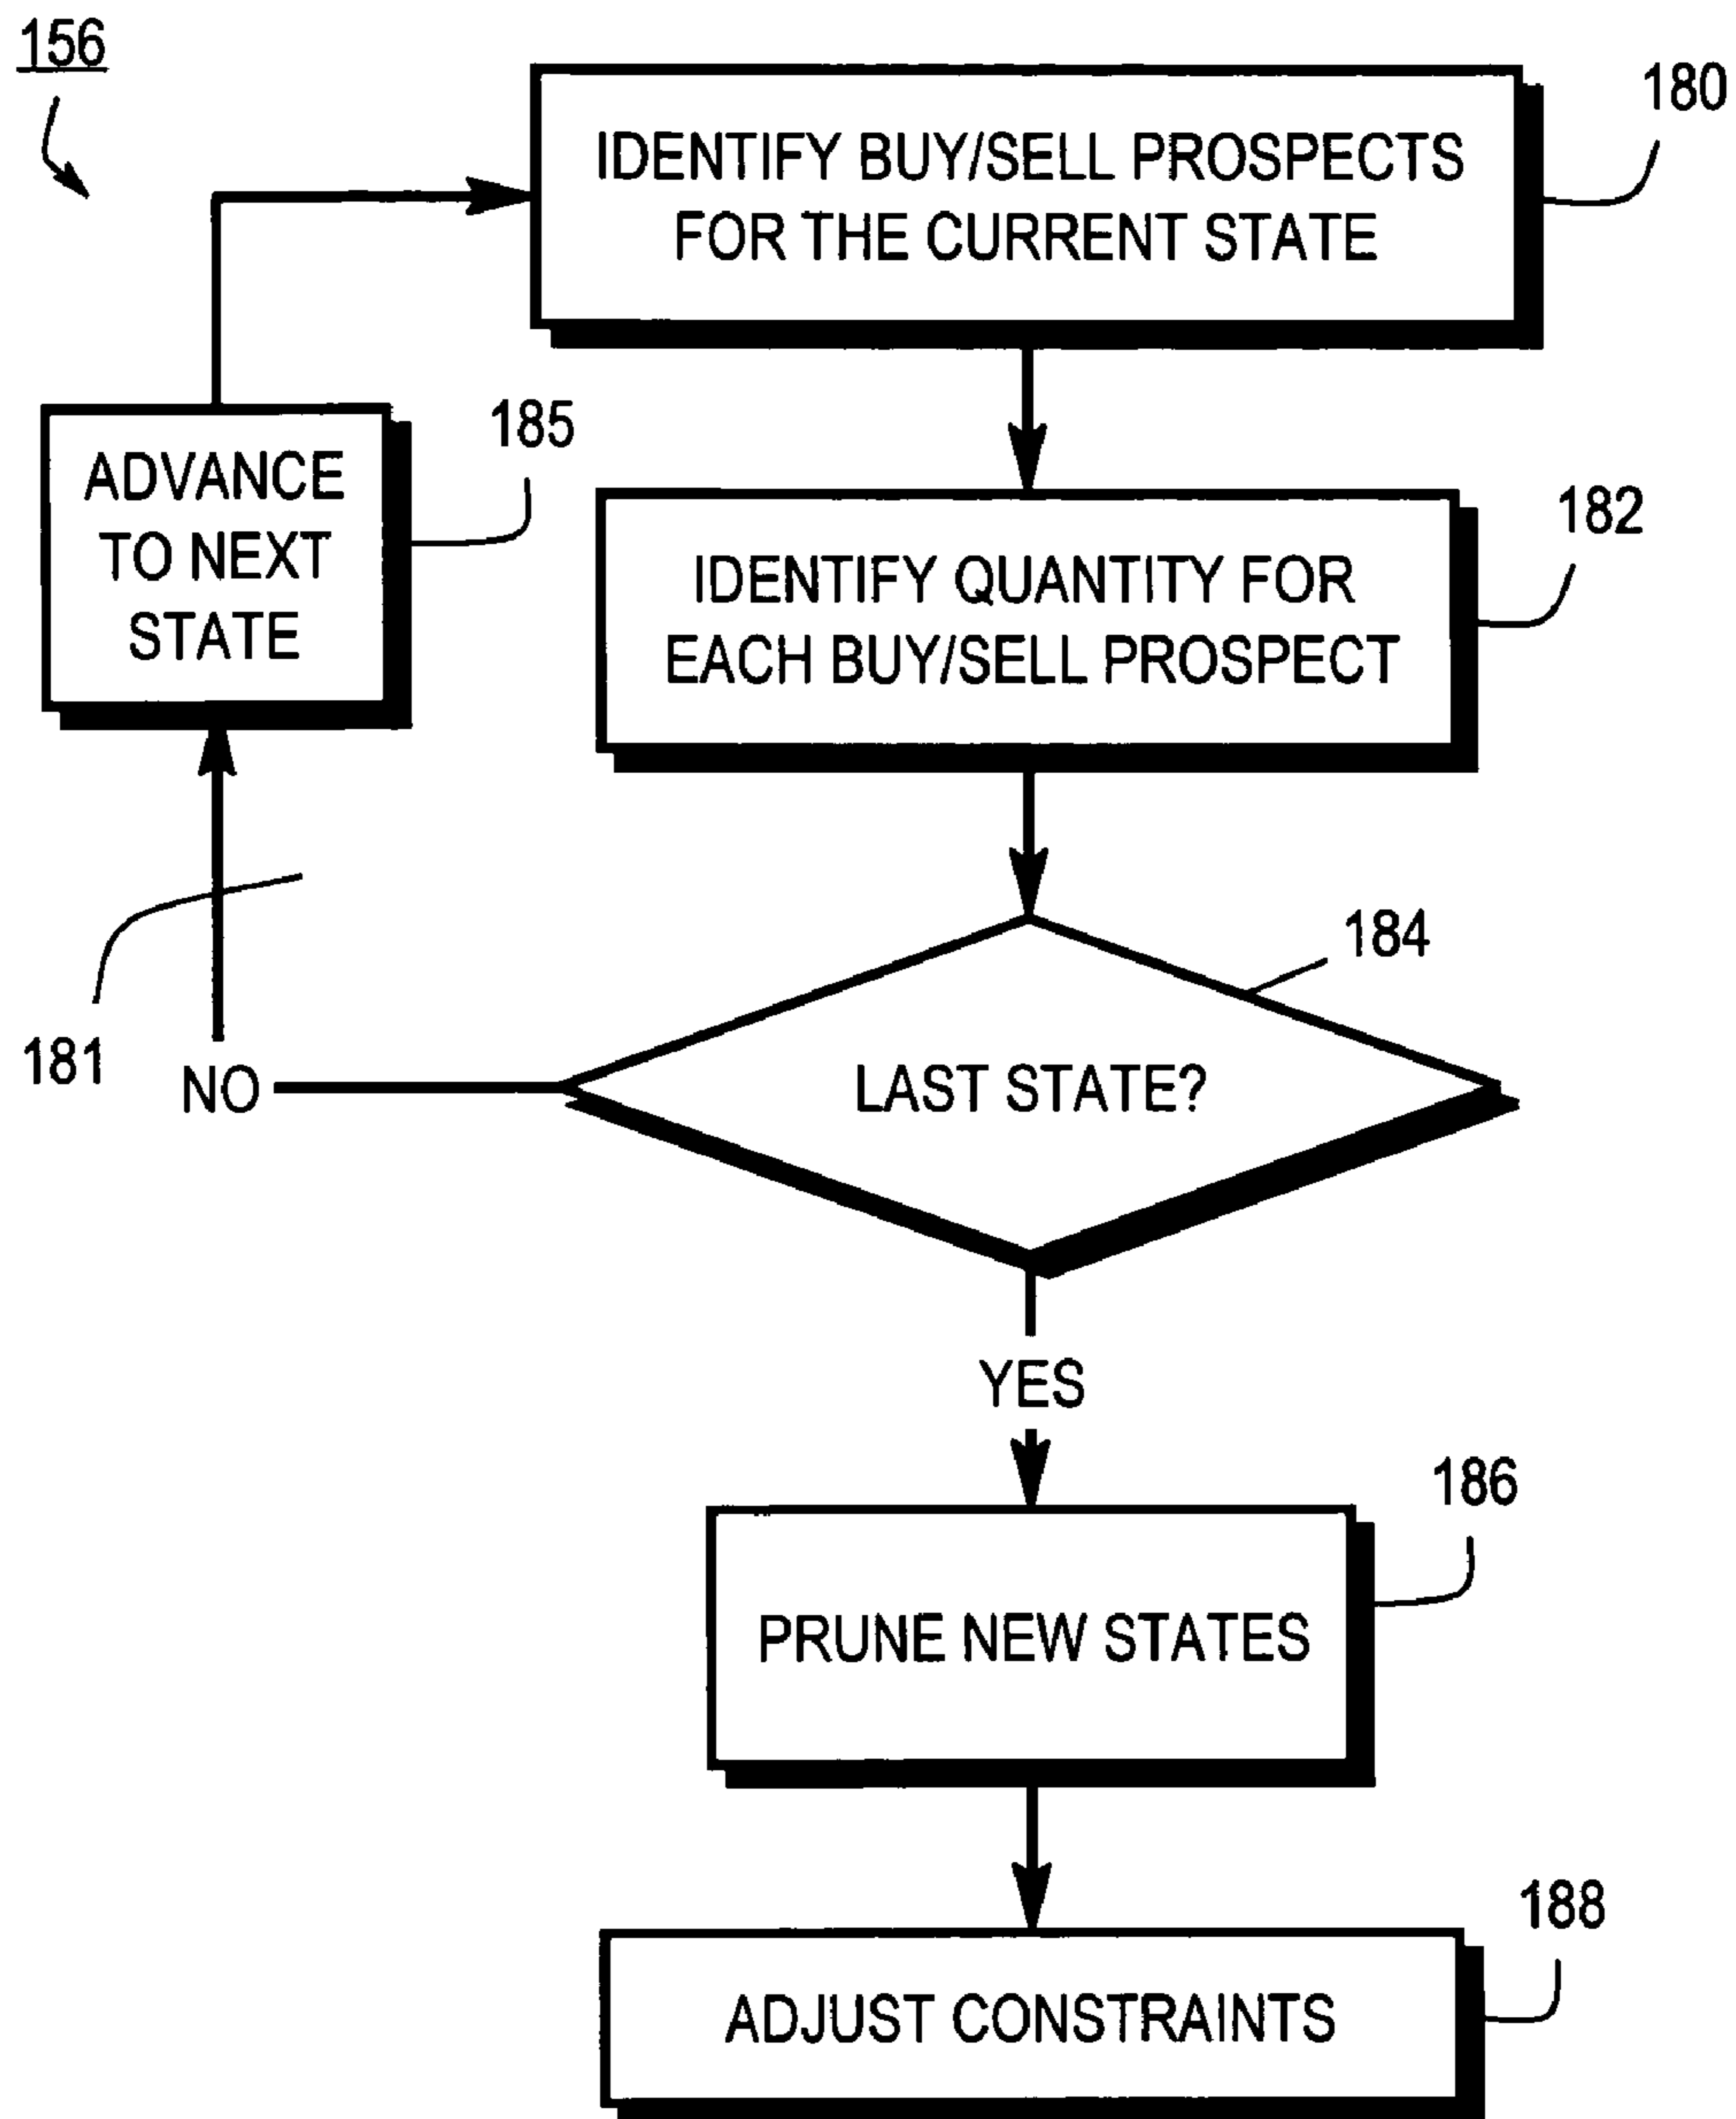 156
180
IDENTIFY BUY/SELL PROSPECTS
FOR THE CURRENT STATE
185
ADVANCE
TO NEXT
STATE
182
IDENTIFY QUANTITY FOR
EACH BUY/SELL PROSPECT
184
LAST STATE?
181
NO
YES
186
PRUNE NEW STATES
188
ADJUST CONSTRAINTS